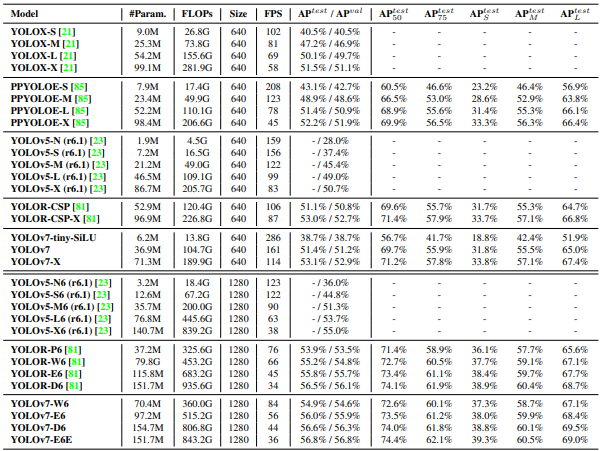 Model #Param. FLOPs Size FPS AP^test / AP^val AP^test_50 AP^test_75 AP^test_S AP^test_M AP^test_L
YOLOX-S [21] 9.0M 26.8G 640 102 40.5% / 40.5% - - - - -
YOLOX-M [21] 25.3M 73.8G 640 81 47.2% / 46.9% - - - - -
YOLOX-L [21] 54.2M 155.6G 640 69 50.1% / 49.7% - - - - -
YOLOX-X [21] 99.1M 281.9G 640 58 51.5% / 51.1% - - - - -
PPYOLOE-S [85] 7.9M 17.4G 640 208 43.1% / 42.7% 60.5% 46.6% 23.2% 46.4% 56.9%
PPYOLOE-M [85] 23.4M 49.9G 640 123 48.9% / 48.6% 66.5% 53.0% 28.6% 52.9% 63.8%
PPYOLOE-L [85] 52.2M 110.1G 640 78 51.4% / 50.9% 68.9% 55.6% 31.4% 55.3% 66.1%
PPYOLOE-X [85] 98.4M 206.6G 640 45 52.2% / 51.9% 69.9% 56.5% 33.3% 56.3% 66.4%
YOLOv5-N (r6.1) [23] 1.9M 4.5G 640 159 - / 28.0% - - - - -
YOLOv5-S (r6.1) [23] 7.2M 16.5G 640 156 - / 37.4% - - - - -
YOLOv5-M (r6.1) [23] 21.2M 49.0G 640 122 - / 45.4% - - - - -
YOLOv5-L (r6.1) [23] 46.5M 109.1G 640 99 - / 49.0% - - - - -
YOLOv5-X (r6.1) [23] 86.7M 205.7G 640 83 - / 50.7% - - - - -
YOLOR-CSP [81] 52.9M 120.4G 640 106 51.1% / 50.8% 69.6% 55.7% 31.7% 55.3% 64.7%
YOLOR-CSP-X [81] 96.9M 226.8G 640 87 53.0% / 52.7% 71.4% 57.9% 33.7% 57.1% 66.8%
YOLOv7-tiny-SiLU 6.2M 13.8G 640 286 38.7% / 38.7% 56.7% 41.7% 18.8% 42.4% 51.9%
YOLOv7 36.9M 104.7G 640 161 51.4% / 51.2% 69.7% 55.9% 31.8% 55.5% 65.0%
YOLOv7-X 71.3M 189.9G 640 114 53.1% / 52.9% 71.2% 57.8% 33.8% 57.1% 67.4%
YOLOv5-N6 (r6.1) [23] 3.2M 18.4G 1280 123 - / 36.0% - - - - -
YOLOv5-S6 (r6.1) [23] 12.6M 67.2G 1280 122 - / 44.8% - - - - -
YOLOv5-M6 (r6.1) [23] 35.7M 200.0G 1280 90 - / 51.3% - - - - -
YOLOv5-L6 (r6.1) [23] 76.8M 445.6G 1280 63 - / 53.7% - - - - -
YOLOv5-X6 (r6.1) [23] 140.7M 839.2G 1280 38 - / 55.0% - - - - -
YOLOR-P6 [81] 37.2M 325.6G 1280 76 53.9% / 53.5% 71.4% 58.9% 36.1% 57.7% 65.6%
YOLOR-W6 [81] 79.8G 453.2G 1280 66 55.2% / 54.8% 72.7% 60.5% 37.7% 59.1% 67.1%
YOLOR-E6 [81] 115.8M 683.2G 1280 45 55.8% / 55.7% 73.4% 61.1% 38.4% 59.7% 67.7%
YOLOR-D6 [81] 151.7M 935.6G 1280 34 56.5% / 56.1% 74.1% 61.9% 38.9% 60.4% 68.7%
YOLOv7-W6 70.4M 360.0G 1280 84 54.9% / 54.6% 72.6% 60.1% 37.3% 58.7% 67.1%
YOLOv7-E6 97.2M 515.2G 1280 56 56.0% / 55.9% 73.5% 61.2% 38.0% 59.9% 68.4%
YOLOv7-D6 154.7M 806.8G 1280 44 56.6% / 56.3% 74.0% 61.8% 38.8% 60.1% 69.5%
YOLOv7-E6E 151.7M 843.2G 1280 36 56.8% / 56.8% 74.4% 62.1% 39.3% 60.5% 69.0%